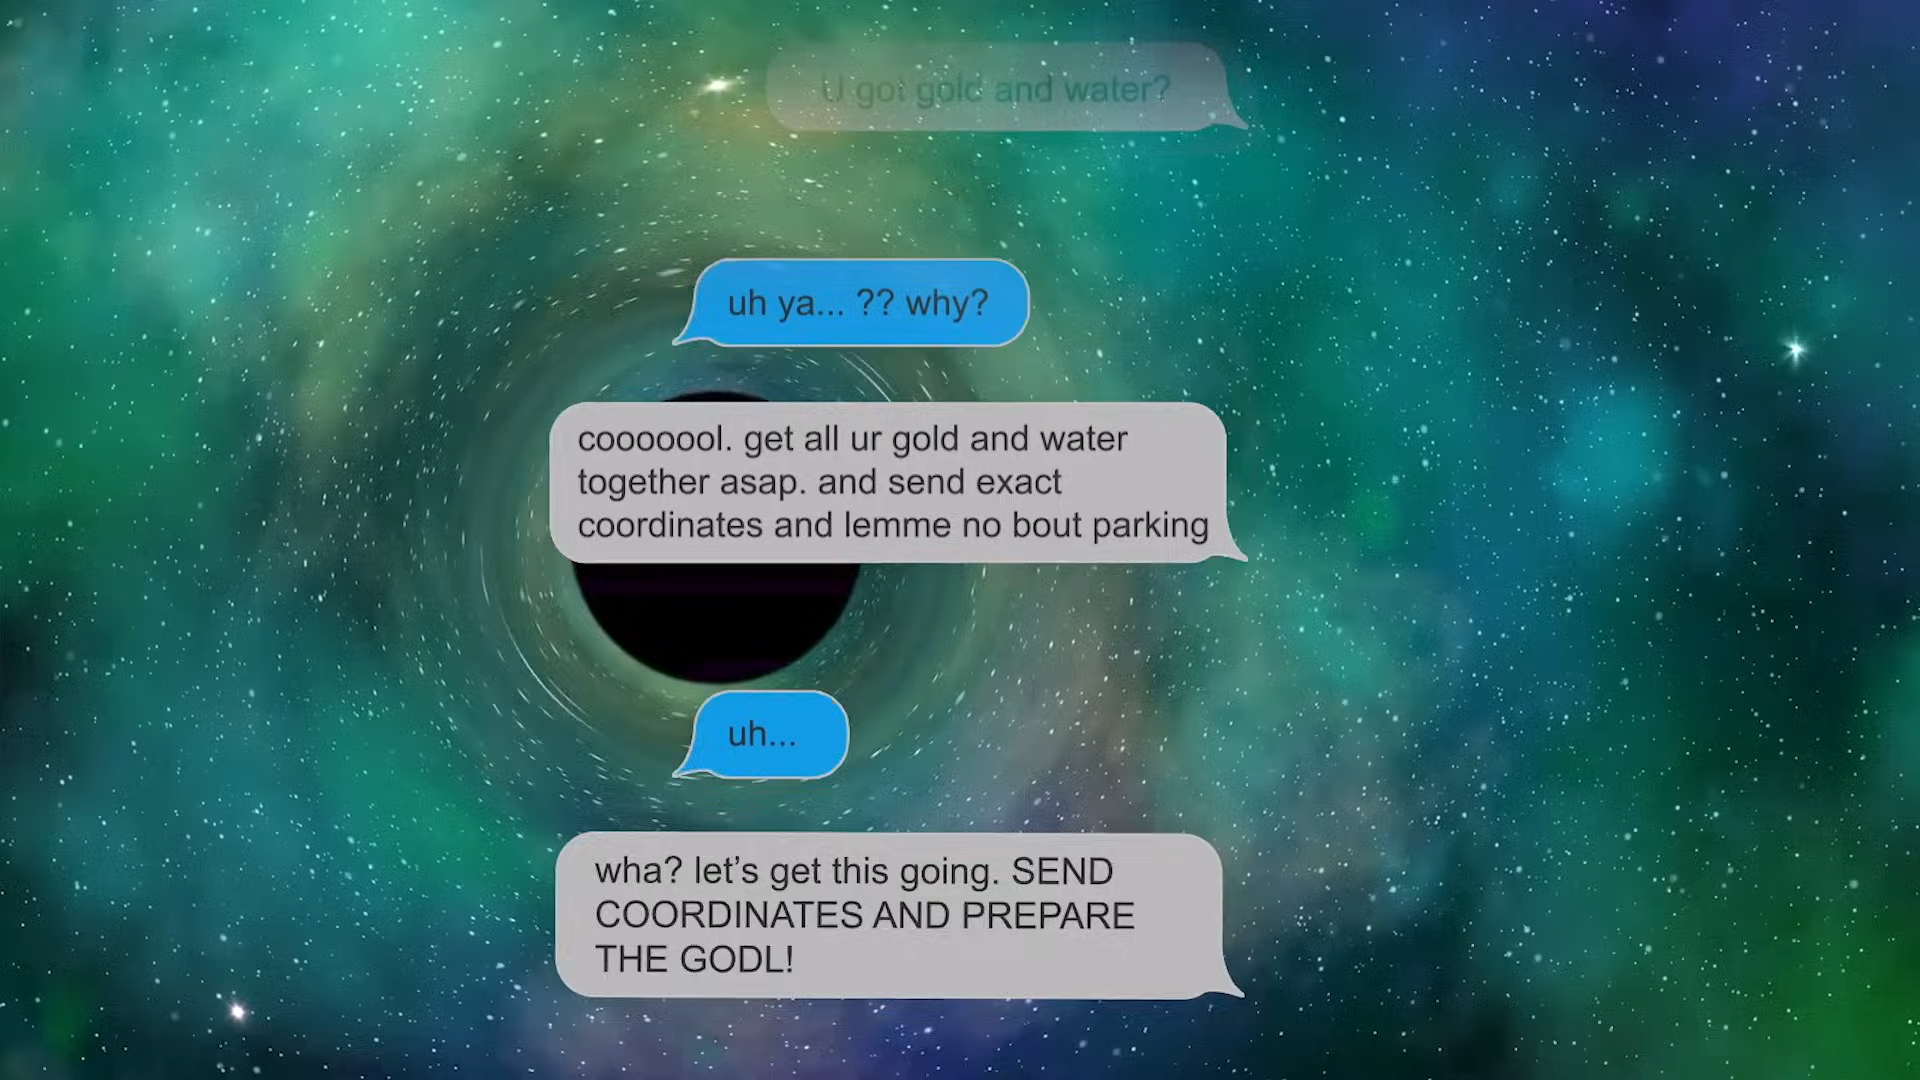 U got gold and water?
uh ya... ?? why?
cooooool. get all ur gold and water
together asap. and send exact
coordinates and lemme no bout parking
uh...
wha? let’s get this going. SEND
COORDINATES AND PREPARE
THE GODL!